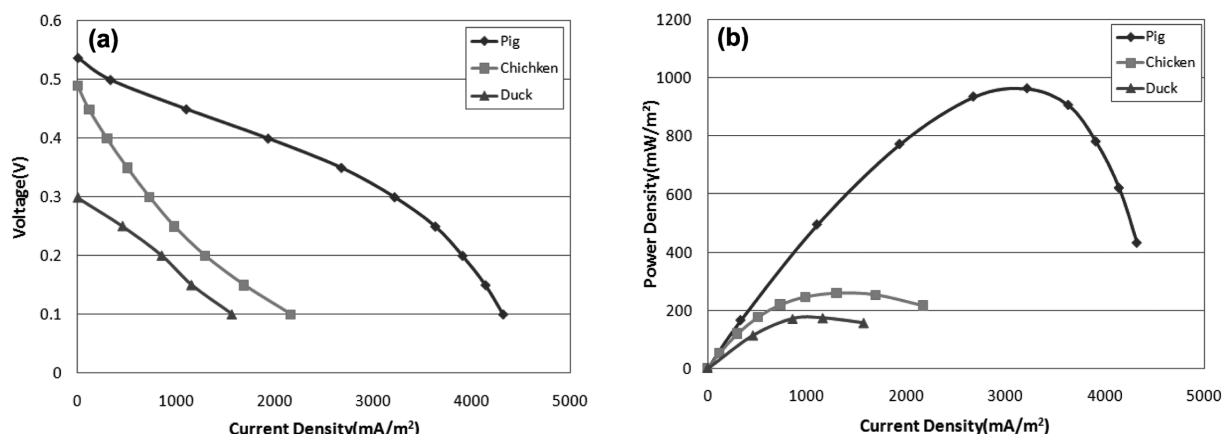 (a)
0.6
0.5
0.4
0.3
0.2
0.1
0
Voltage(V)
0 1000 2000 3000 4000 5000
Current Density(mA/m²)
Pig
Chichken
Duck
(b)
1200
1000
800
600
400
200
0
Power Density(mW/m²)
0 1000 2000 3000 4000 5000
Current Density(mA/m²)
Pig
Chicken
Duck